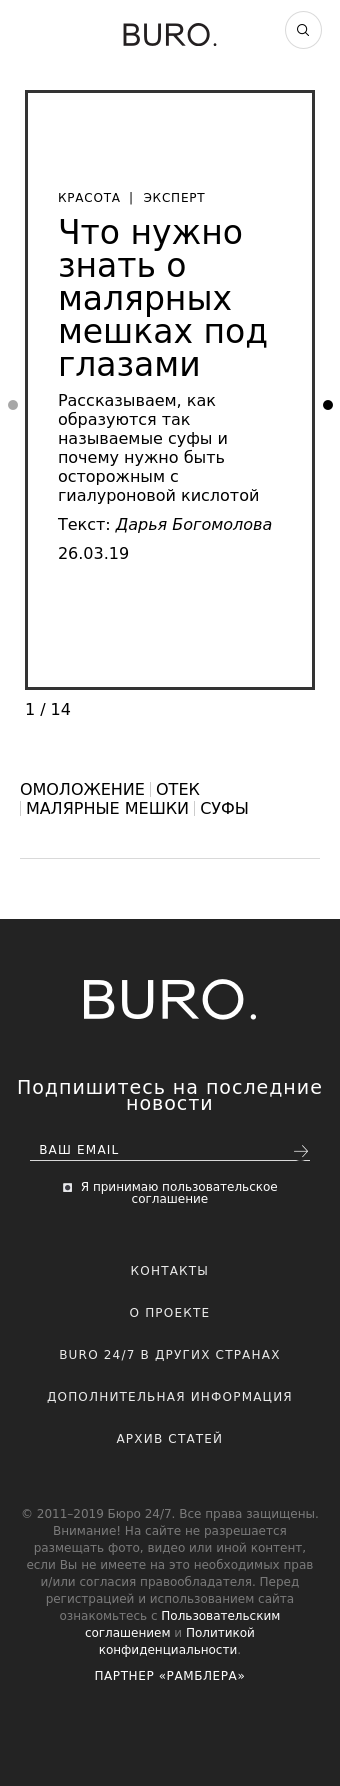 BURO.
КРАСОТА | ЭКСПЕРТ
Что нужно
знать о
малярных
мешках под
глазами
Рассказываем, как
образуются так
называемые суфы и
почему нужно быть
осторожным с
гиалуроновой кислотой
Текст: Дарья Богомолова
26.03.19
1 / 14
ОМОЛОЖЕНИЕ | ОТЕК
| МАЛЯРНЫЕ МЕШКИ | СУФЫ
BURO.
Подпишитесь на последние
новости
ВАШ EMAIL
Я принимаю пользовательское
соглашение
КОНТАКТЫ
О ПРОЕКТЕ
BURO 24/7 В ДРУГИХ СТРАНАХ
ДОПОЛНИТЕЛЬНАЯ ИНФОРМАЦИЯ
АРХИВ СТАТЕЙ
© 2011–2019 Бюро 24/7. Все права защищены.
Внимание! На сайте не разрешается
размещать фото, видео или иной контент,
если Вы не имеете на это необходимых прав
и/или согласия правообладателя. Перед
регистрацией и использованием сайта
ознакомьтесь с Пользовательским
соглашением и Политикой
конфиденциальности.
ПАРТНЕР «РАМБЛЕРА»